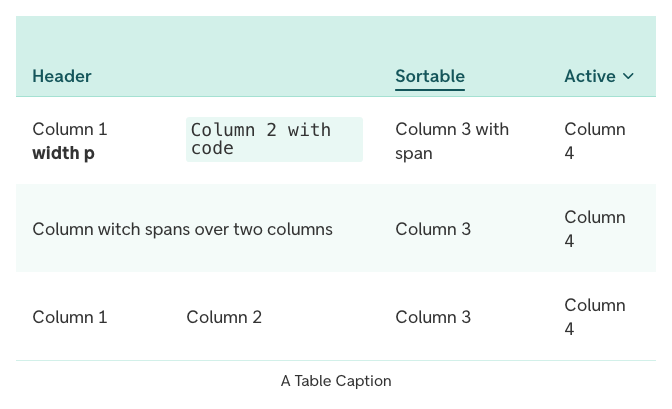 Header Sortable Active
Column 1 Column 2 with Column 3 with Column
width p code span 4
Column witch spans over two columns Column 3 Column
4
Column 1 Column 2 Column 3 Column
4
A Table Caption